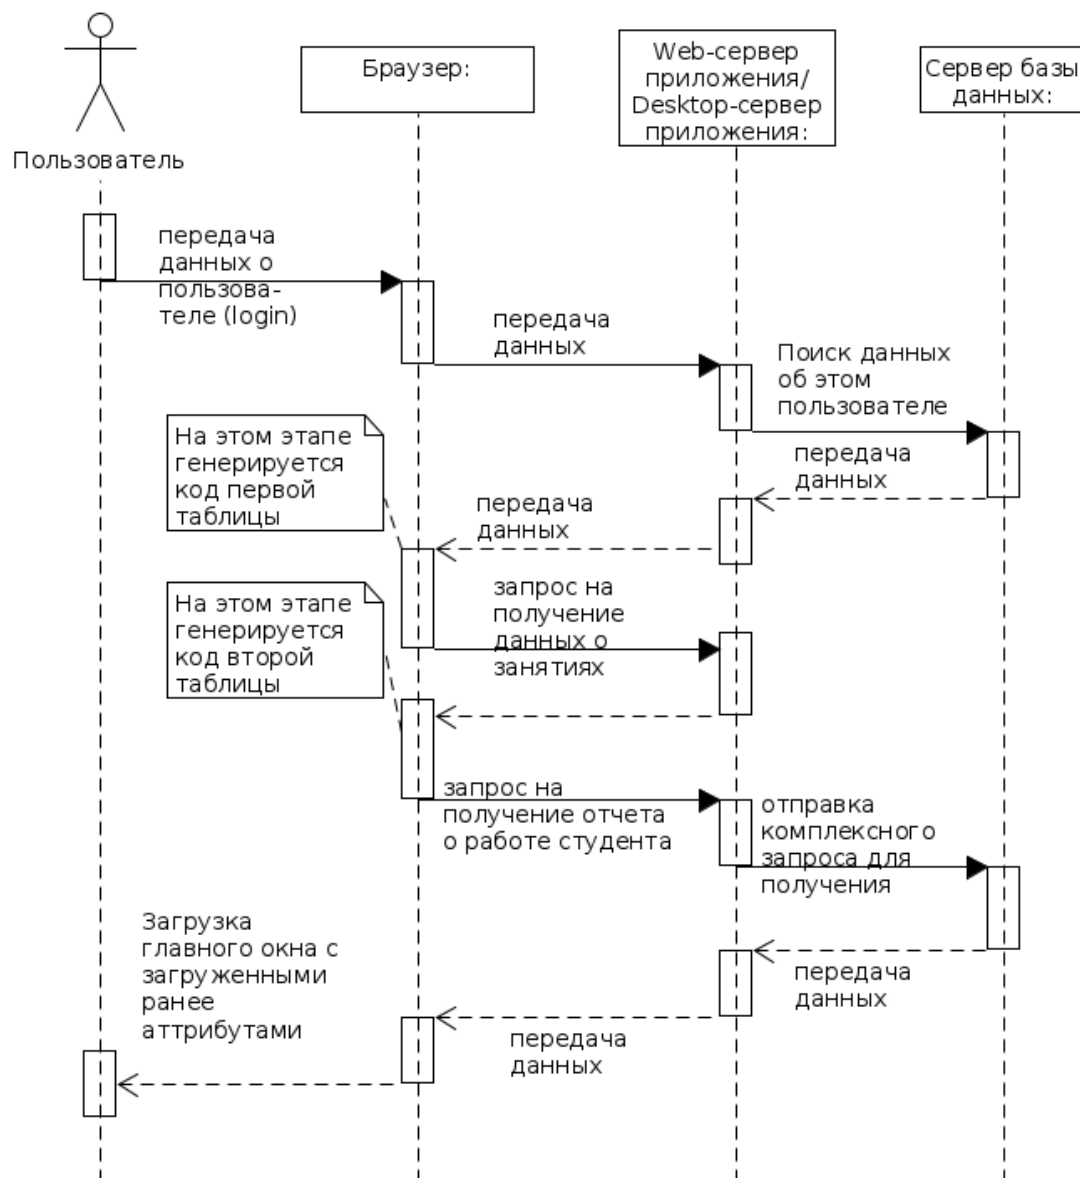 Пользователь
Браузер:
Web-сервер
приложения/
Desktop-сервер
приложения:
Сервер базы
данных:
передача
данных о
пользова-
теле (login)
передача
данных
Поиск данных
об этом
пользователе
передача
данных
передача
данных
На этом этапе
генерируется
код первой
таблицы
запрос на
получение
данных о
занятиях
На этом этапе
генерируется
код второй
таблицы
запрос на
получение отчета
о работе студента
отправка
комплексного
запроса для
получения
передача
данных
передача
данных
Загрузка
главного окна с
загруженными
ранее
аттрибутами